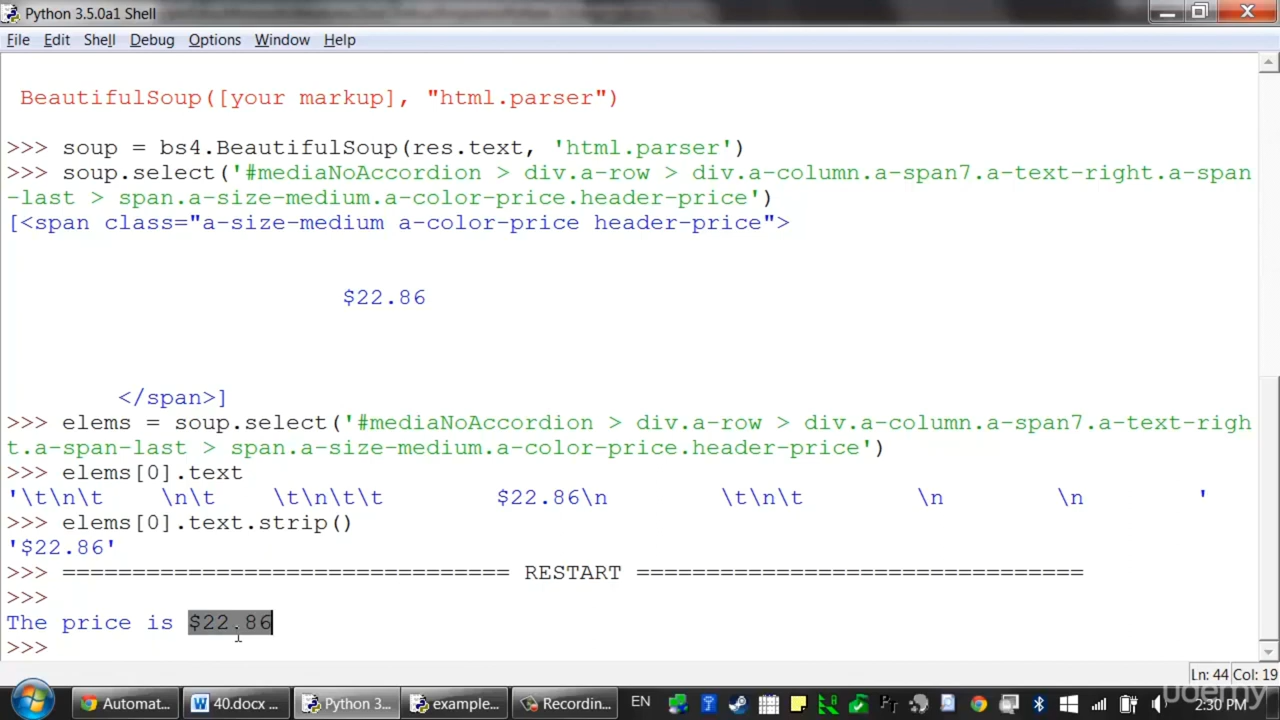 Python 3.5.0a1 Shell
File Edit Shell Debug Options Window Help
BeautifulSoup([your markup], "html.parser")
>>> soup = bs4.BeautifulSoup(res.text, 'html.parser')
>>> soup.select('#mediaNoAccordion > div.a-row > div.a-column.a-span7.a-text-right.a-span
-last > span.a-size-medium.a-color-price.header-price')
[<span class="a-size-medium a-color-price header-price">
$22.86
</span>]
>>> elems = soup.select('#mediaNoAccordion > div.a-row > div.a-column.a-span7.a-text-righ
t.a-span-last > span.a-size-medium.a-color-price.header-price')
>>> elems[0].text
'\t\n\t    \n\t    \t\n\t\t        $22.86\n        \t\n\t        \n        \n        '
>>> elems[0].text.strip()
'$22.86'
>>> ================================ RESTART ================================
>>>
The price is $22.86
>>>
Ln: 44 Col: 19
Automat... 40.docx ... Python 3... example... Recordin... EN 2:30 PM
udemy